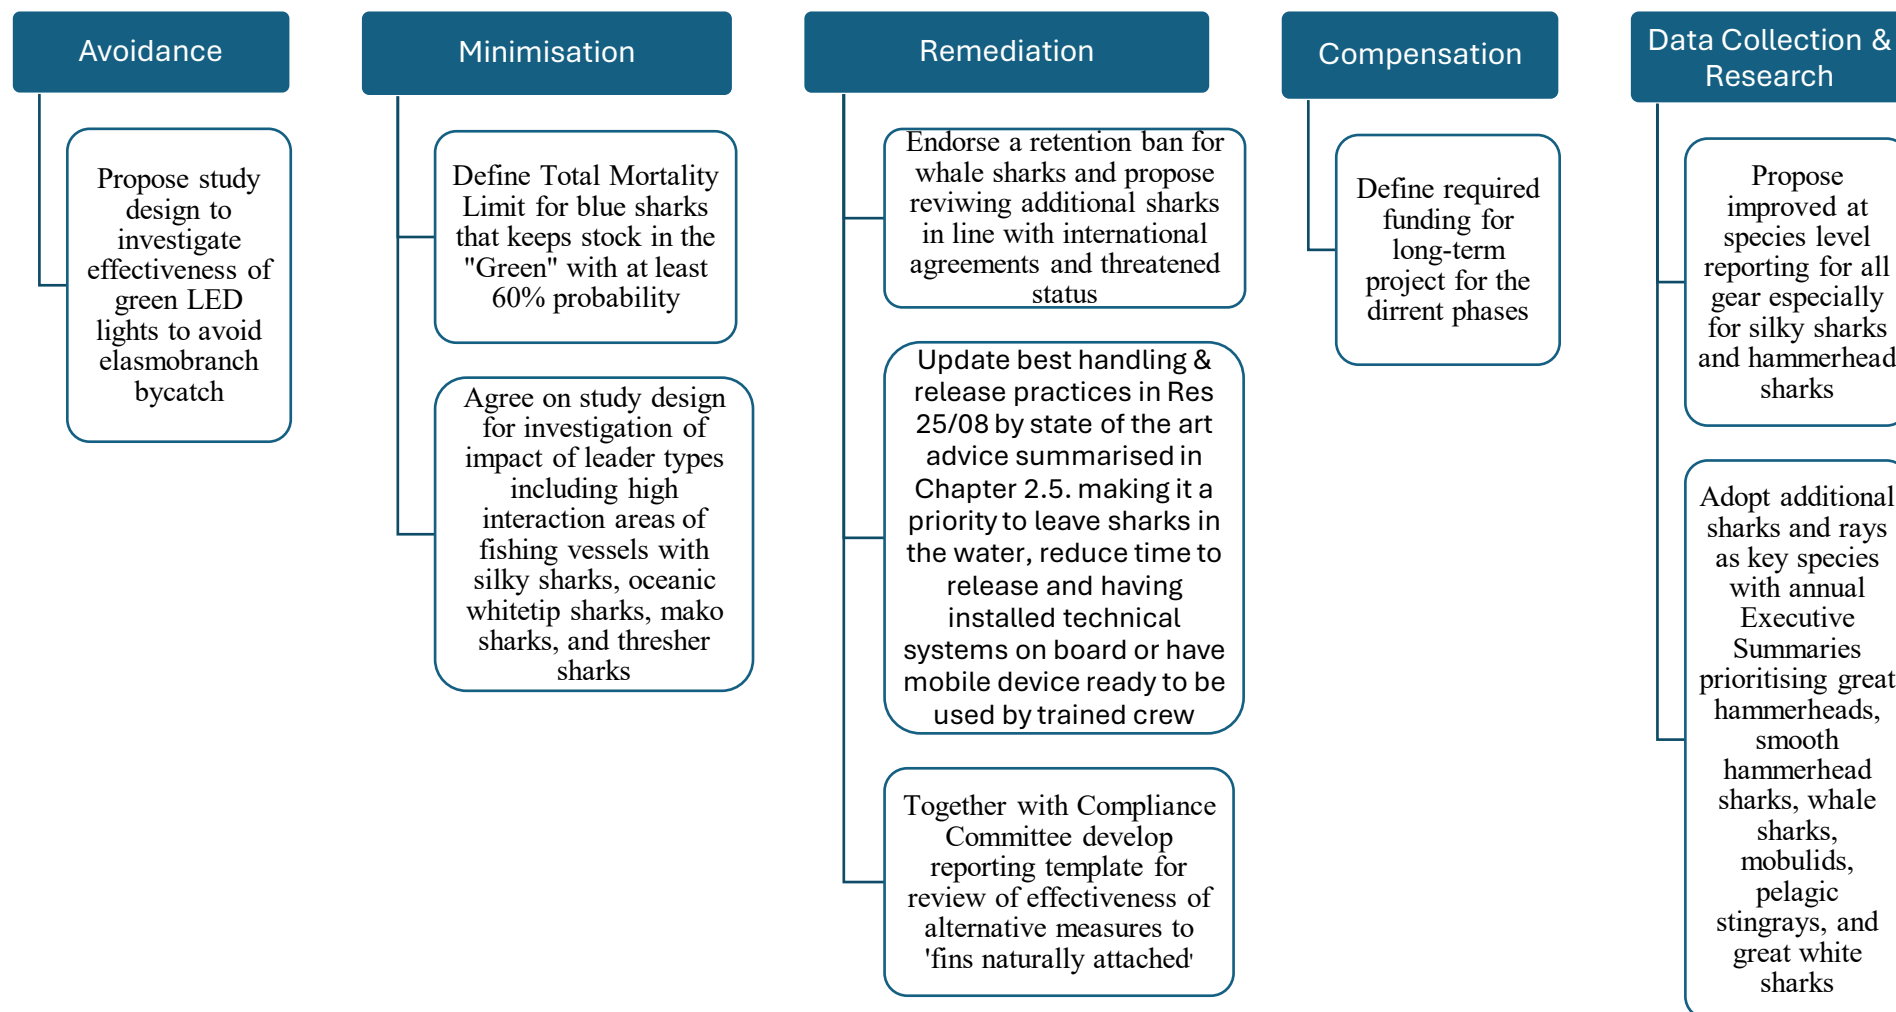 Avoidance
Propose study
design to
investigate
effectiveness of
green LED
lights to avoid
elasmobranch
bycatch
Minimisation
Define Total Mortality
Limit for blue sharks
that keeps stock in the
"Green" with at least
60% probability
Agree on study design
for investigation of
impact of leader types
including high
interaction areas of
fishing vessels with
silky sharks, oceanic
whitetip sharks, mako
sharks, and thresher
sharks
Remediation
Endorse a retention ban for
whale sharks and propose
reviwing additional sharks
in line with international
agreements and threatened
status
Update best handling &
release practices in Res
25/08 by state of the art
advice summarised in
Chapter 2.5. making it a
priority to leave sharks in
the water, reduce time to
release and having
installed technical
systems on board or have
mobile device ready to be
used by trained crew
Together with Compliance
Committee develop
reporting template for
review of effectiveness of
alternative measures to
'fins naturally attached'
Compensation
Define required
funding for
long-term
project for the
dirrent phases
Data Collection &
Research
Propose
improved at
species level
reporting for all
gear especially
for silky sharks
and hammerhead
sharks
Adopt additional
sharks and rays
as key species
with annual
Executive
Summaries
prioritising great
hammerheads,
smooth
hammerhead
sharks, whale
sharks,
mobulids,
pelagic
stingrays, and
great white
sharks